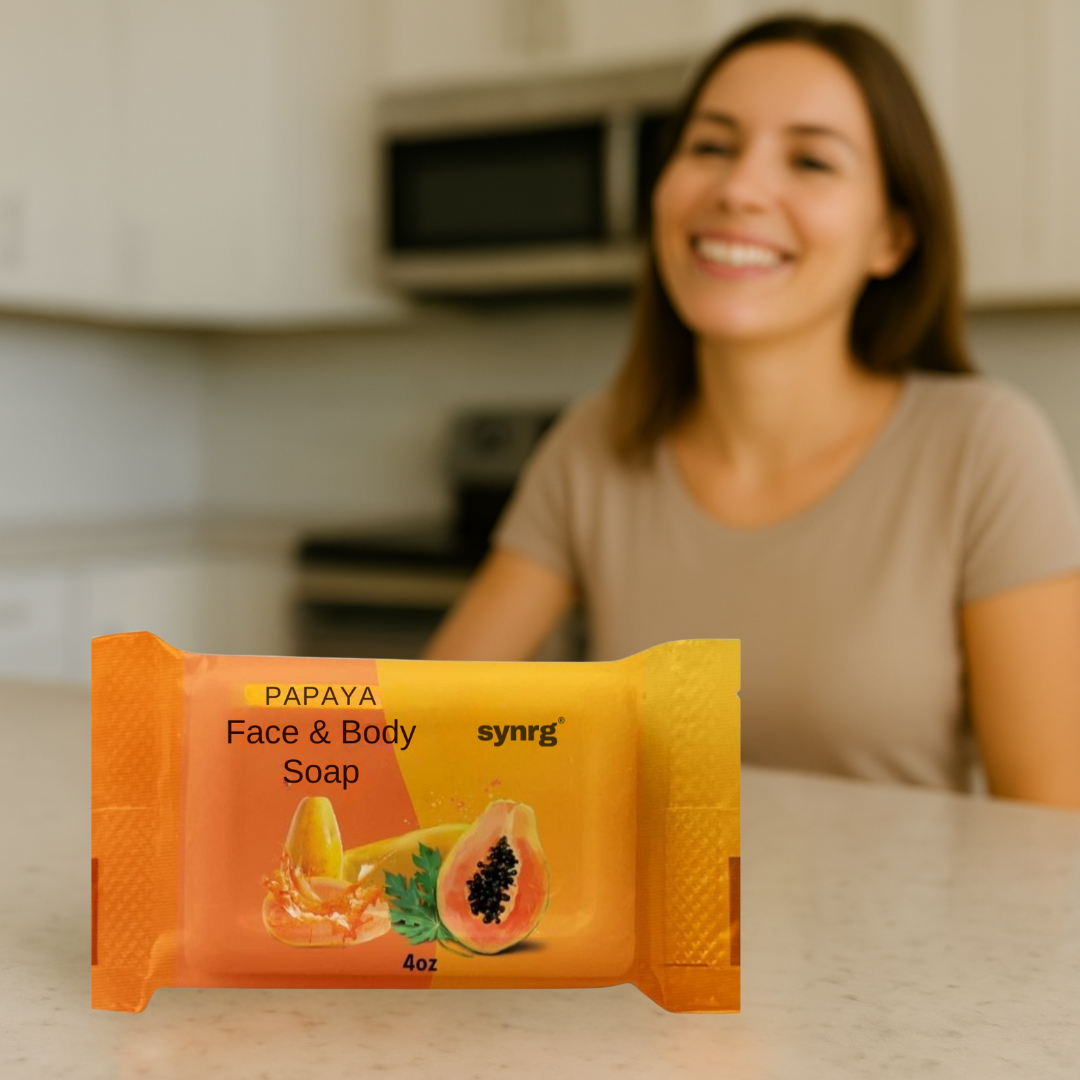 PAPAYA
Face & Body
Soap
synrg®
4oz